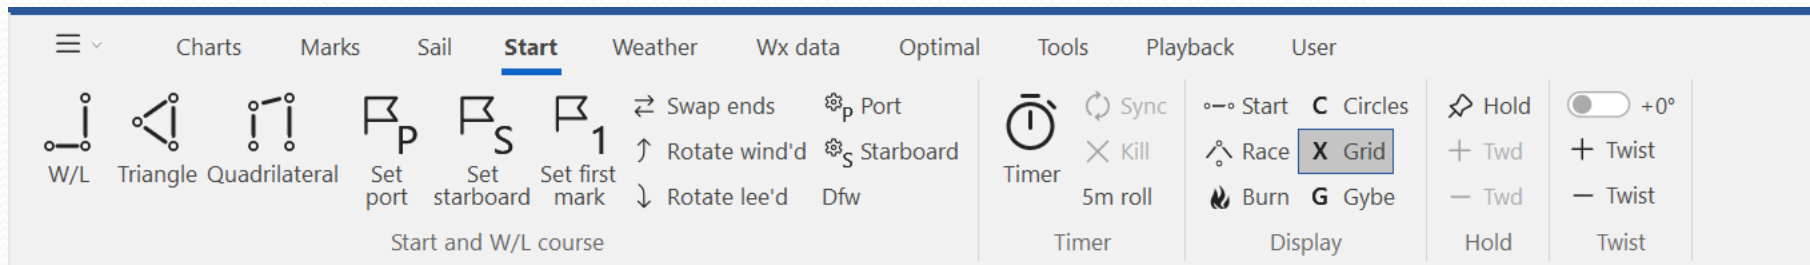 Charts Marks Sail Start Weather Wx data Optimal Tools Playback User
W/L
Triangle
Quadrilateral
P
Set
port
S
Set
starboard
1
Set first
mark
Swap ends
Rotate wind'd
Rotate lee'd
P Port
S Starboard
Dfw
Start and W/L course
Timer
Sync
Kill
5m roll
Timer
Start
Race
Burn
C Circles
X Grid
G Gybe
Display
Hold
+ Twd
− Twd
Hold
+0°
+ Twist
− Twist
Twist